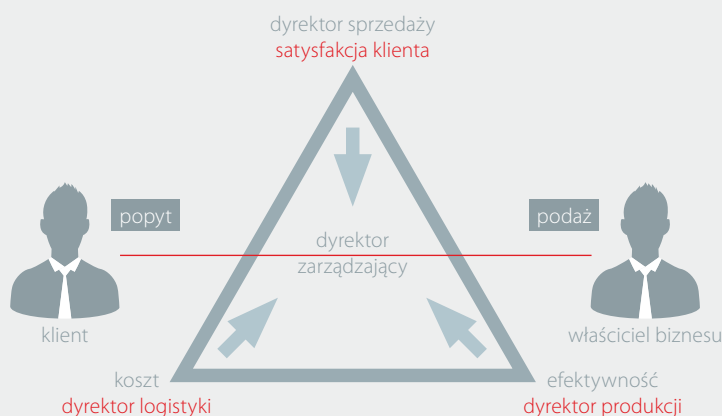 dyrektor sprzedaży
satysfakcja klienta
popyt
podaż
dyrektor
zarządzający
klient
właściciel biznesu
koszt
dyrektor logistyki
efektywność
dyrektor produkcji